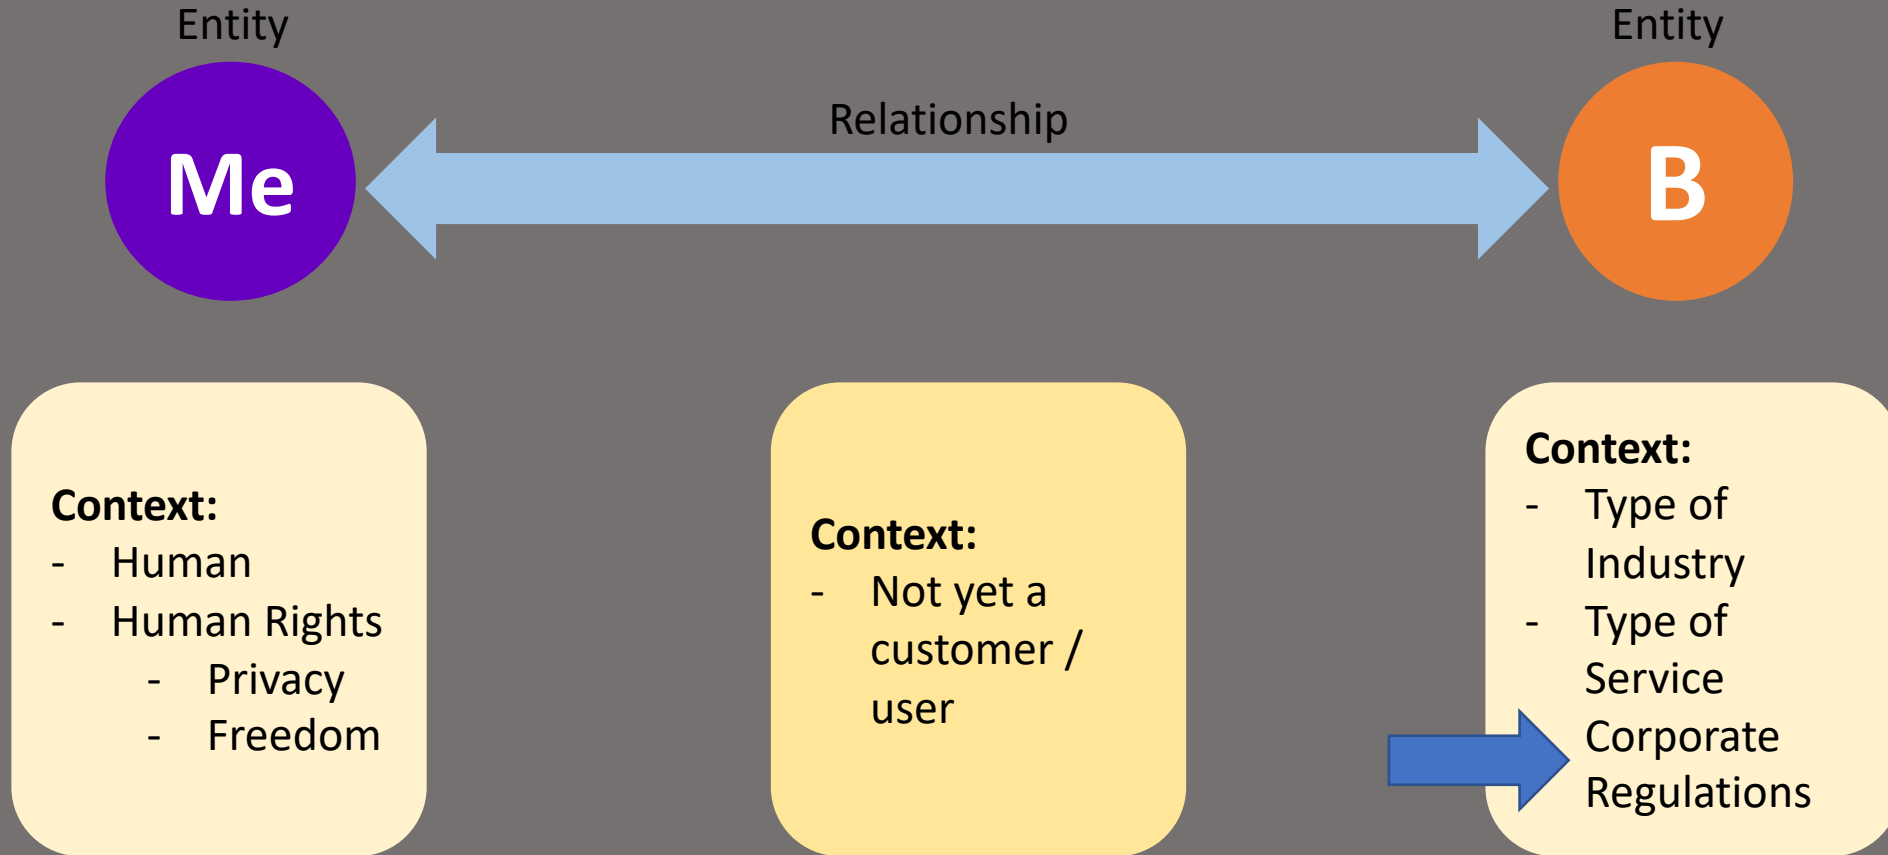 Entity
Entity
Relationship
Me
B
Context:
- Human
- Human Rights
- Privacy
- Freedom
Context:
- Not yet a
customer /
user
Context:
- Type of
Industry
- Type of
Service
Corporate
Regulations